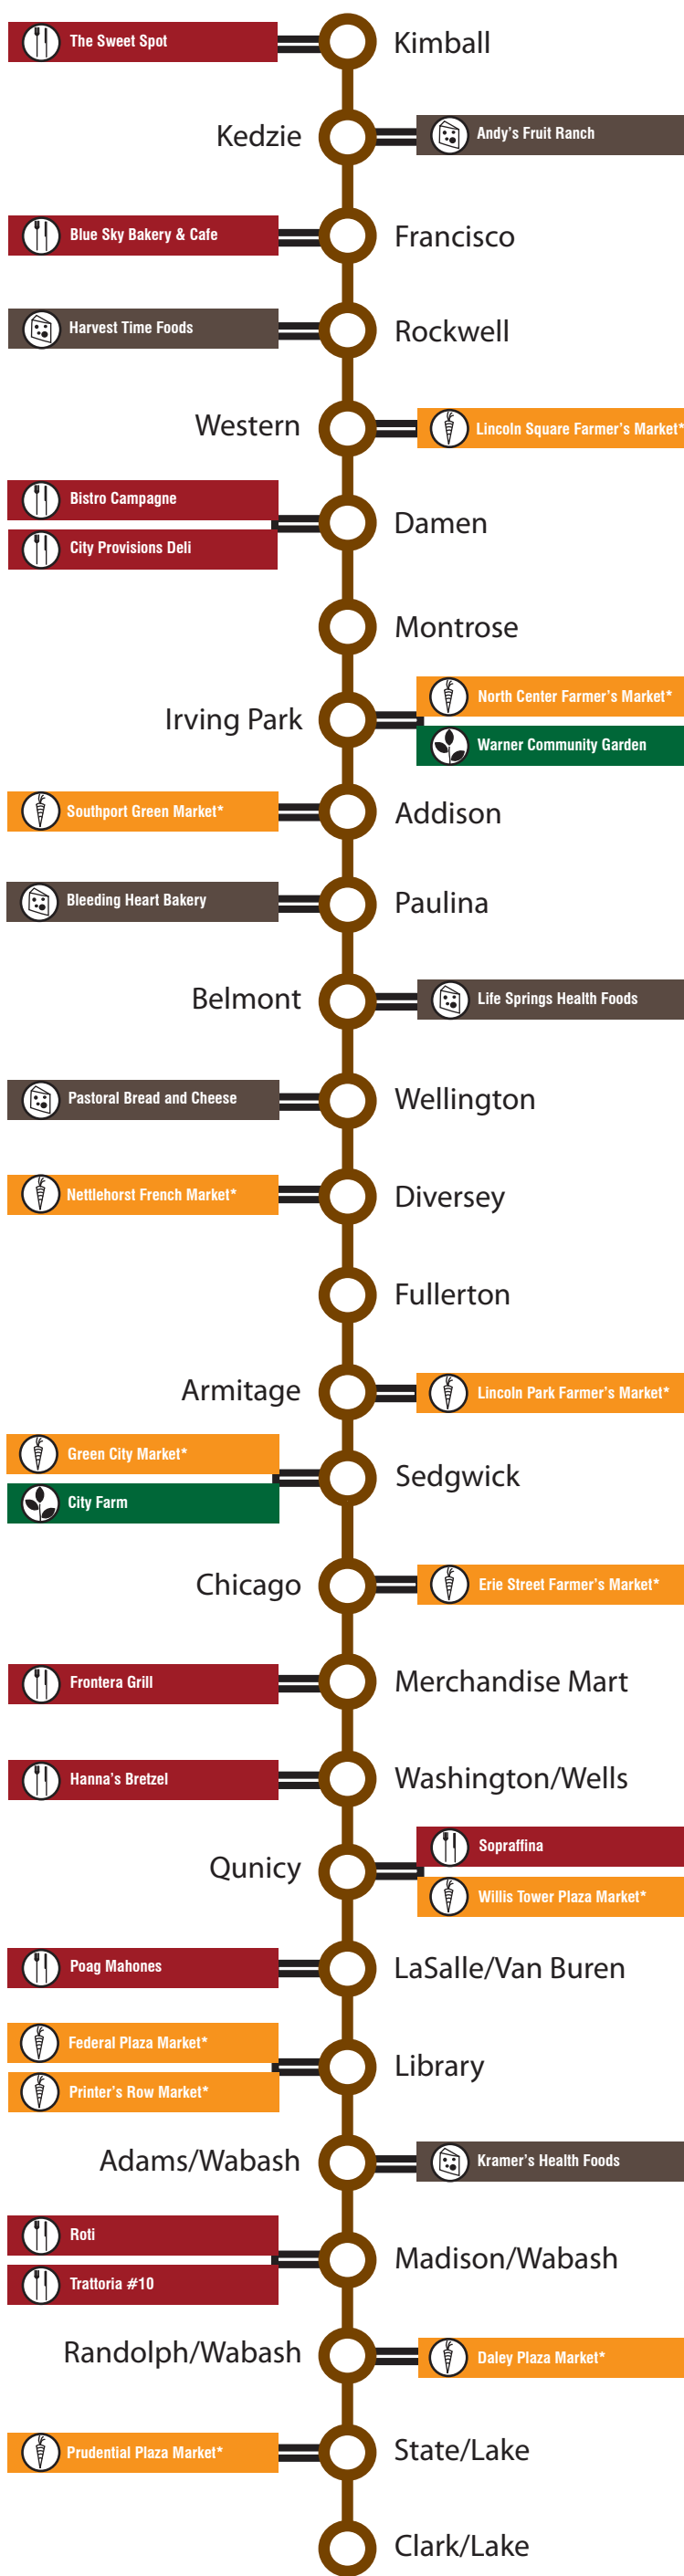 The Sweet Spot
Kimball
Kedzie
Andy's Fruit Ranch
Blue Sky Bakery & Cafe
Francisco
Harvest Time Foods
Rockwell
Western
Lincoln Square Farmer's Market*
Bistro Campagne
City Provisions Deli
Damen
Montrose
Irving Park
North Center Farmer's Market*
Warner Community Garden
Southport Green Market*
Addison
Bleeding Heart Bakery
Paulina
Belmont
Life Springs Health Foods
Pastoral Bread and Cheese
Wellington
Nettlehorst French Market*
Diversey
Fullerton
Armitage
Lincoln Park Farmer's Market*
Green City Market*
City Farm
Sedgwick
Chicago
Erie Street Farmer's Market*
Frontera Grill
Merchandise Mart
Hanna's Bretzel
Washington/Wells
Qunicy
Sopraffina
Willis Tower Plaza Market*
Poag Mahones
LaSalle/Van Buren
Federal Plaza Market*
Printer's Row Market*
Library
Adams/Wabash
Kramer's Health Foods
Roti
Trattoria #10
Madison/Wabash
Randolph/Wabash
Daley Plaza Market*
Prudential Plaza Market*
State/Lake
Clark/Lake